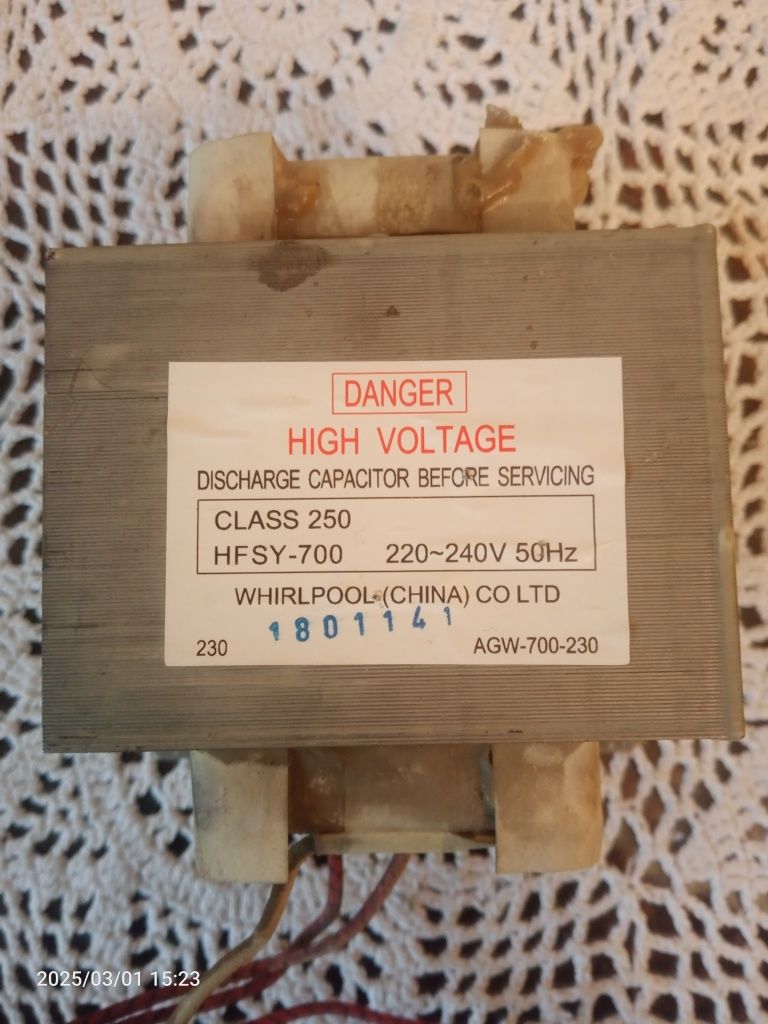 DANGER
HIGH VOLTAGE
DISCHARGE CAPACITOR BEFORE SERVICING
CLASS 250
HFSY-700 220~240V 50Hz
WHIRLPOOL (CHINA) CO LTD
1801141
230 AGW-700-230
2025/03/01 15:23